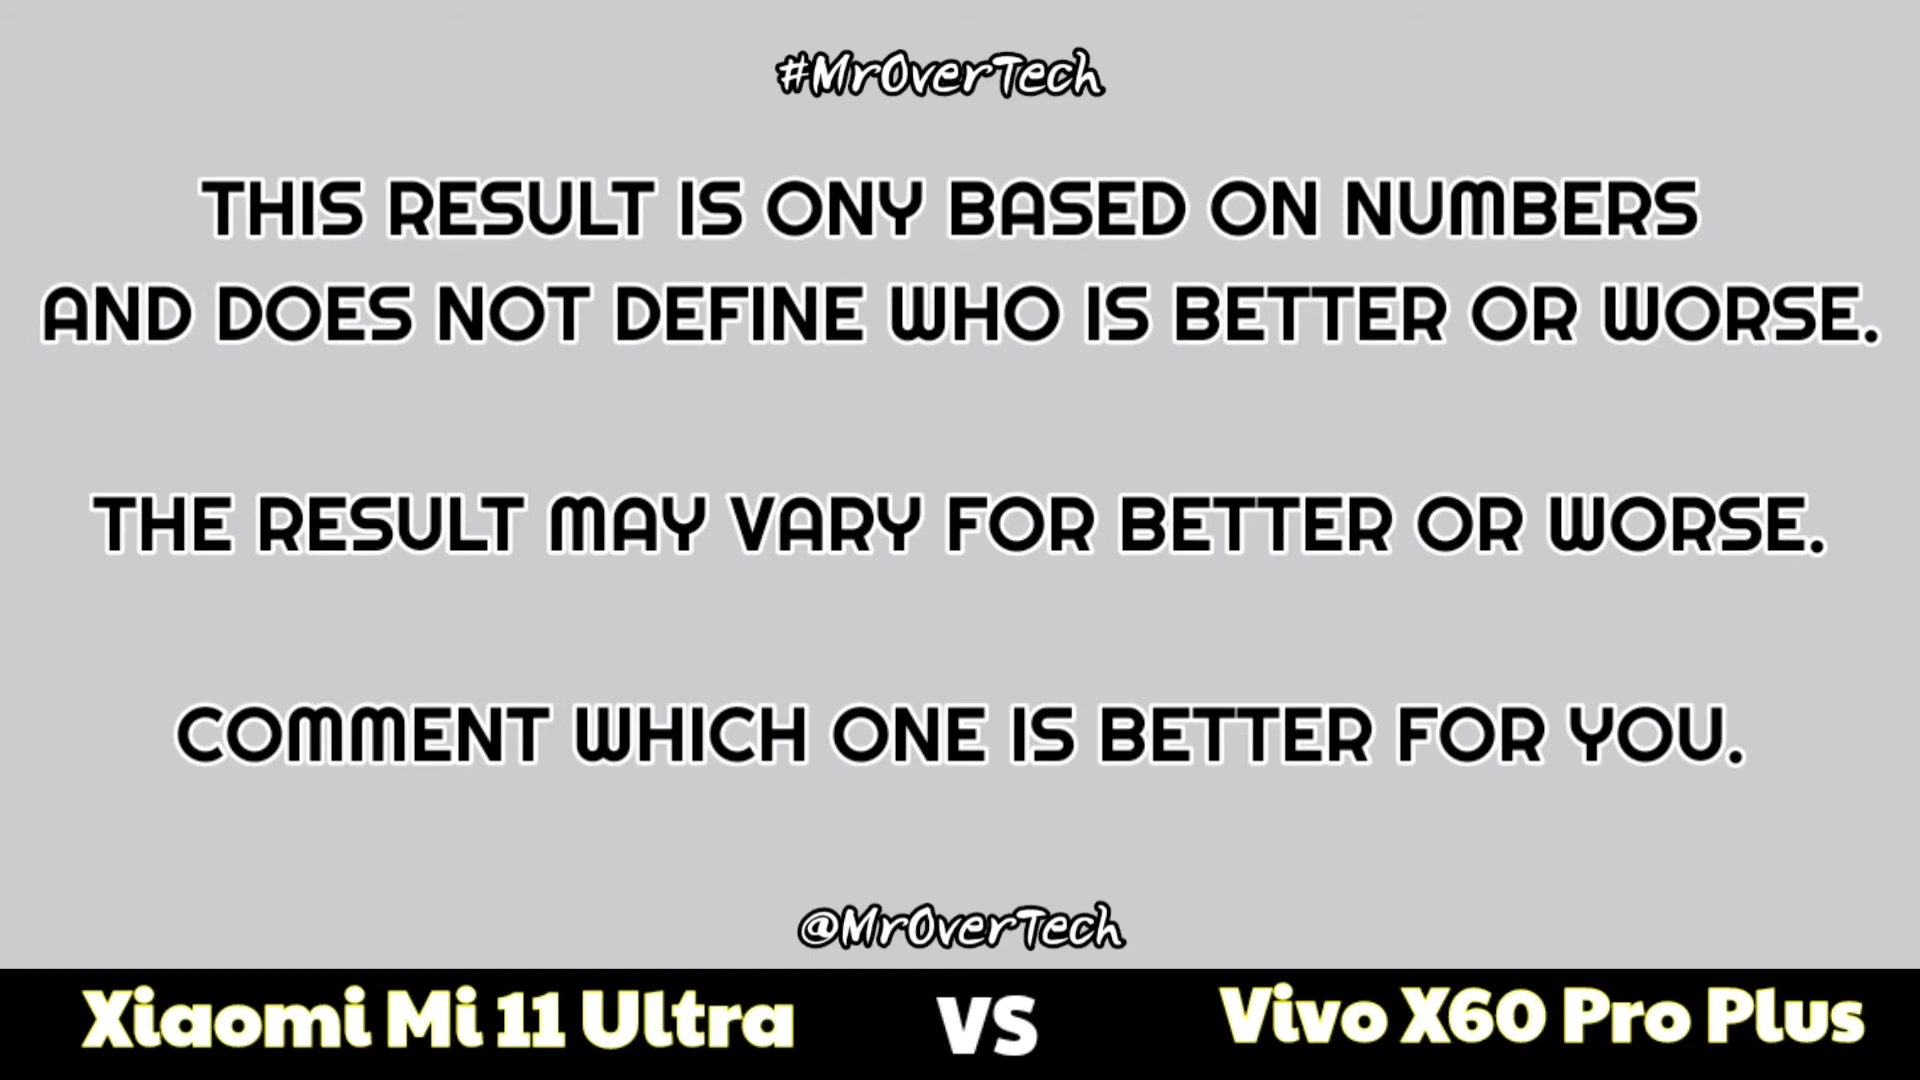 #MrOverTech
THIS RESULT IS ONY BASED ON NUMBERS
AND DOES NOT DEFINE WHO IS BETTER OR WORSE.
THE RESULT MAY VARY FOR BETTER OR WORSE.
COMMENT WHICH ONE IS BETTER FOR YOU.
@MrOverTech
Xiaomi Mi 11 Ultra VS Vivo X60 Pro Plus